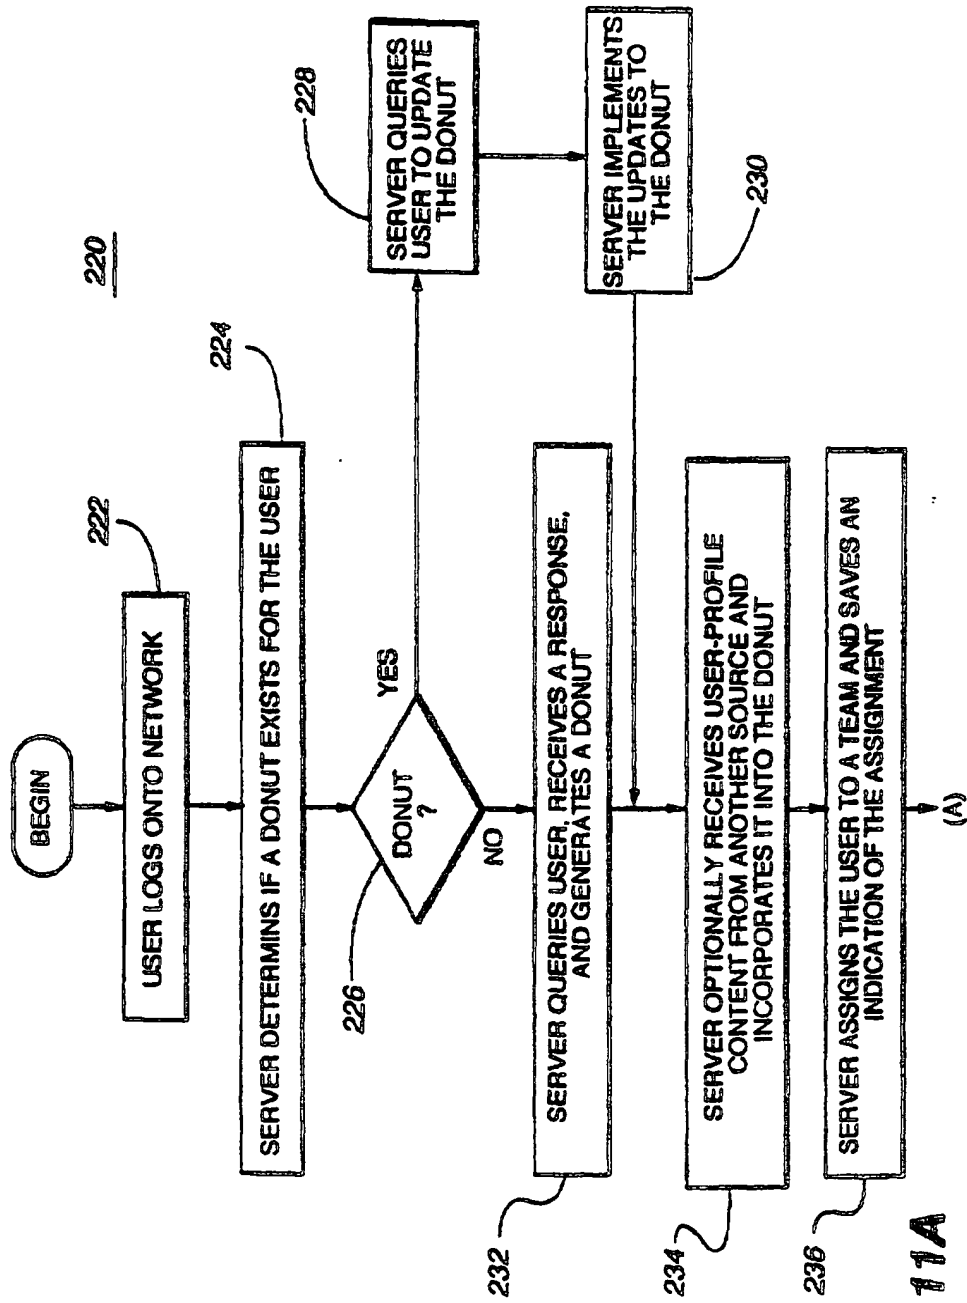 220
BEGIN
USER LOGS ONTO NETWORK
222
SERVER DETERMINS IF A DONUT EXISTS FOR THE USER
224
DONUT
?
226
YES
NO
SERVER QUERIES
USER TO UPDATE
THE DONUT
228
SERVER IMPLEMENTS
THE UPDATES TO
THE DONUT
230
SERVER QUERIES USER, RECEIVES A RESPONSE,
AND GENERATES A DONUT
232
SERVER OPTIONALLY RECEIVES USER-PROFILE
CONTENT FROM ANOTHER SOURCE AND
INCORPORATES IT INTO THE DONUT
234
SERVER ASSIGNS THE USER TO A TEAM AND SAVES AN
INDICATION OF THE ASSIGNMENT
236
(A)
11A